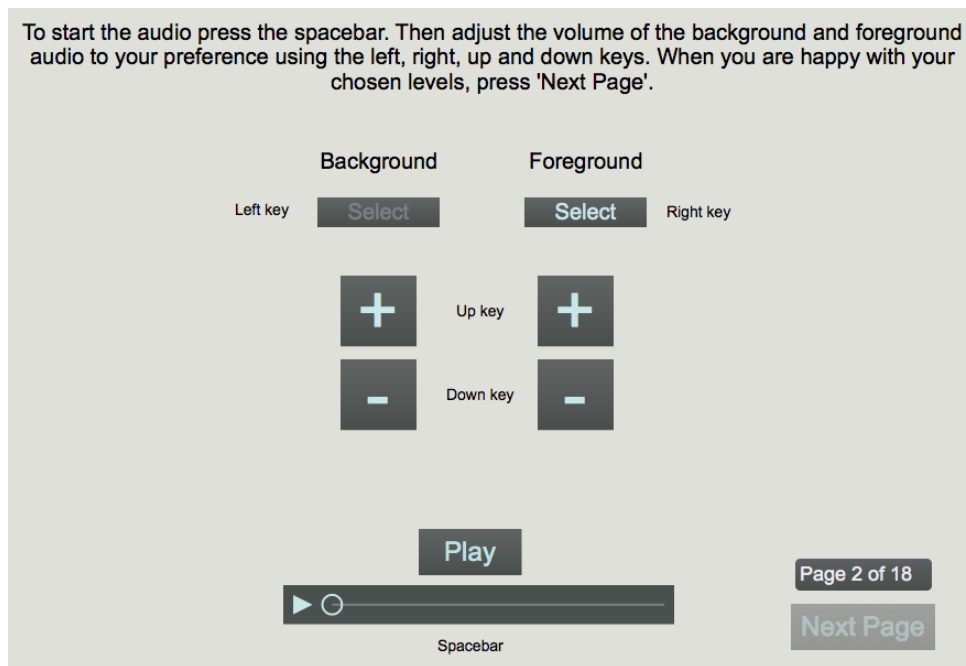 To start the audio press the spacebar. Then adjust the volume of the background and foreground
audio to your preference using the left, right, up and down keys. When you are happy with your
chosen levels, press 'Next Page'.
Background Foreground
Left key Select Select Right key
+ Up key +
- Down key -
Play
Page 2 of 18
Spacebar
Next Page